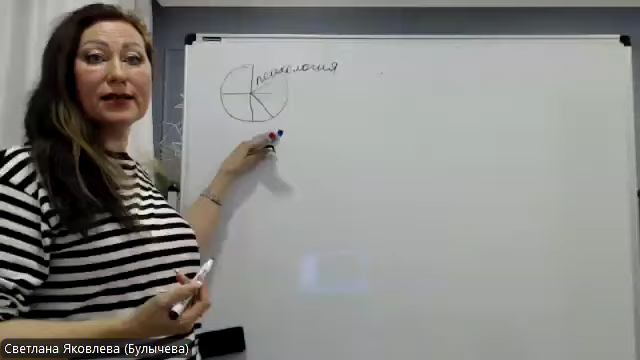 психология
Светлана Яковлева (Булычева)